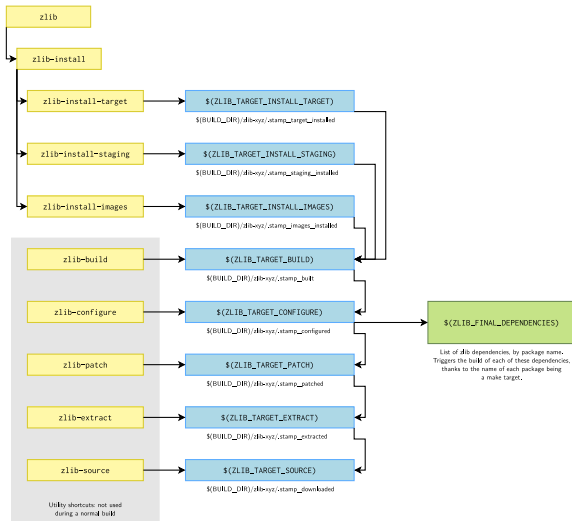 zlib
zlib-install
zlib-install-target
$(ZLIB_TARGET_INSTALL_TARGET)
$(BUILD_DIR)/zlib-xyz/.stamp_target_installed
zlib-install-staging
$(ZLIB_TARGET_INSTALL_STAGING)
$(BUILD_DIR)/zlib-xyz/.stamp_staging_installed
zlib-install-images
$(ZLIB_TARGET_INSTALL_IMAGES)
$(BUILD_DIR)/zlib-xyz/.stamp_images_installed
zlib-build
$(ZLIB_TARGET_BUILD)
$(BUILD_DIR)/zlib-xyz/.stamp_built
zlib-configure
$(ZLIB_TARGET_CONFIGURE)
$(BUILD_DIR)/zlib-xyz/.stamp_configured
$(ZLIB_FINAL_DEPENDENCIES)
List of zlib dependencies, by package name.
Triggers the build of each of these dependencies,
thanks to the name of each package being
a make target.
zlib-patch
$(ZLIB_TARGET_PATCH)
$(BUILD_DIR)/zlib-xyz/.stamp_patched
zlib-extract
$(ZLIB_TARGET_EXTRACT)
$(BUILD_DIR)/zlib-xyz/.stamp_extracted
zlib-source
$(ZLIB_TARGET_SOURCE)
$(BUILD_DIR)/zlib-xyz/.stamp_downloaded
Utility shortcuts: not used
during a normal build